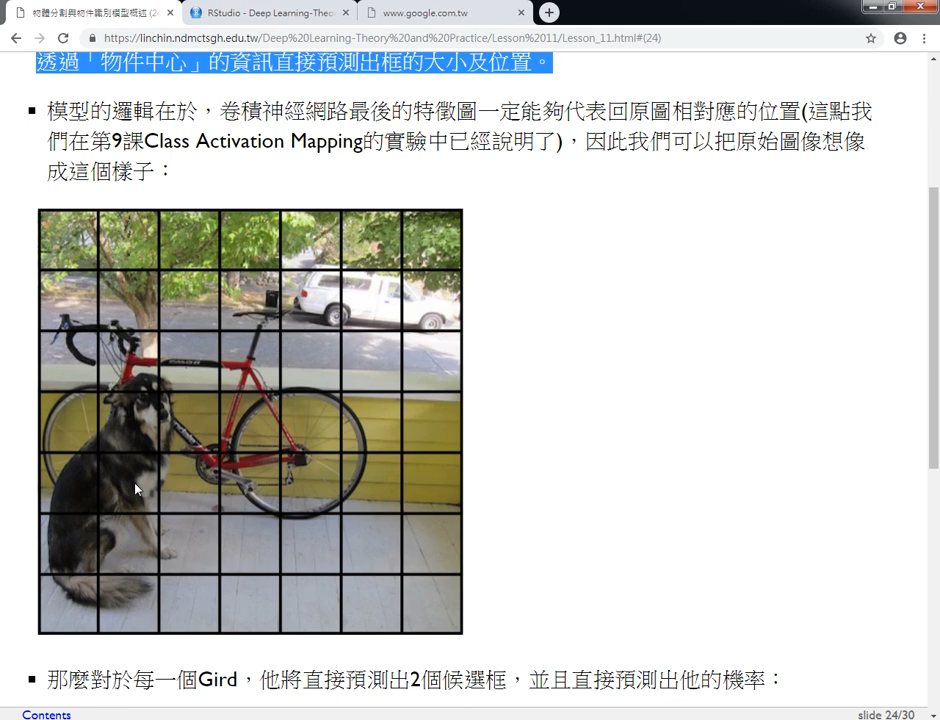 物體分割與物件識別模型概述 (24
RStudio - Deep Learning-Theo
www.google.com.tw
https://linchin.ndmctsgh.edu.tw/Deep%20Learning-Theory%20and%20Practice/Lesson%2011/Lesson_11.html#(24)
透過「物件中心」的資訊直接預測出框的大小及位置。
模型的邏輯在於，卷積神經網路最後的特徵圖一定能夠代表回原圖相對應的位置(這點我
們在第9課Class Activation Mapping的實驗中已經說明了)，因此我們可以把原始圖像想像
成這個樣子：
那麼對於每一個Gird，他將直接預測出2個候選框，並且直接預測出他的機率：
Contents
slide 24/30